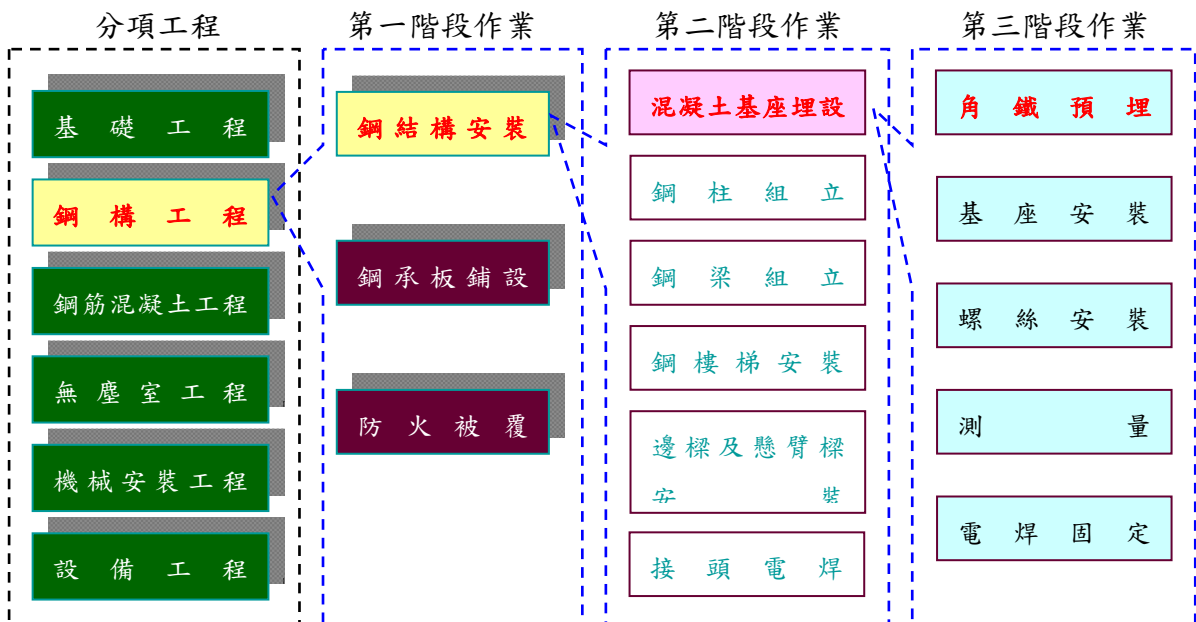 分項工程
基礎工程
鋼構工程
鋼筋混凝土工程
無塵室工程
機械安裝工程
設備工程
第一階段作業
鋼結構安裝
鋼承板鋪設
防火被覆
第二階段作業
混凝土基座埋設
鋼柱組立
鋼梁組立
鋼樓梯安裝
邊樑及懸臂樑
安裝
接頭電焊
第三階段作業
角鐵預埋
基座安裝
螺絲安裝
測量
電焊固定